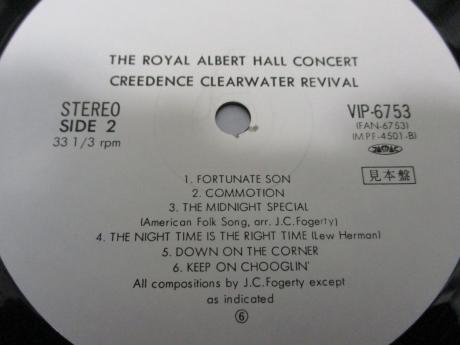 THE ROYAL ALBERT HALL CONCERT
CREEDENCE CLEARWATER REVIVAL
STEREO
SIDE 2
33 1/3 rpm
VIP-6753
(FAN-6753)
(MPF-4501-B)
見本盤
1. FORTUNATE SON
2. COMMOTION
3. THE MIDNIGHT SPECIAL
(American Folk Song, arr. J.C.Fogerty)
4. THE NIGHT TIME IS THE RIGHT TIME (Lew Herman)
5. DOWN ON THE CORNER
6. KEEP ON CHOOGLIN'
All compositions by J.C.Fogerty except
as indicated
⑥